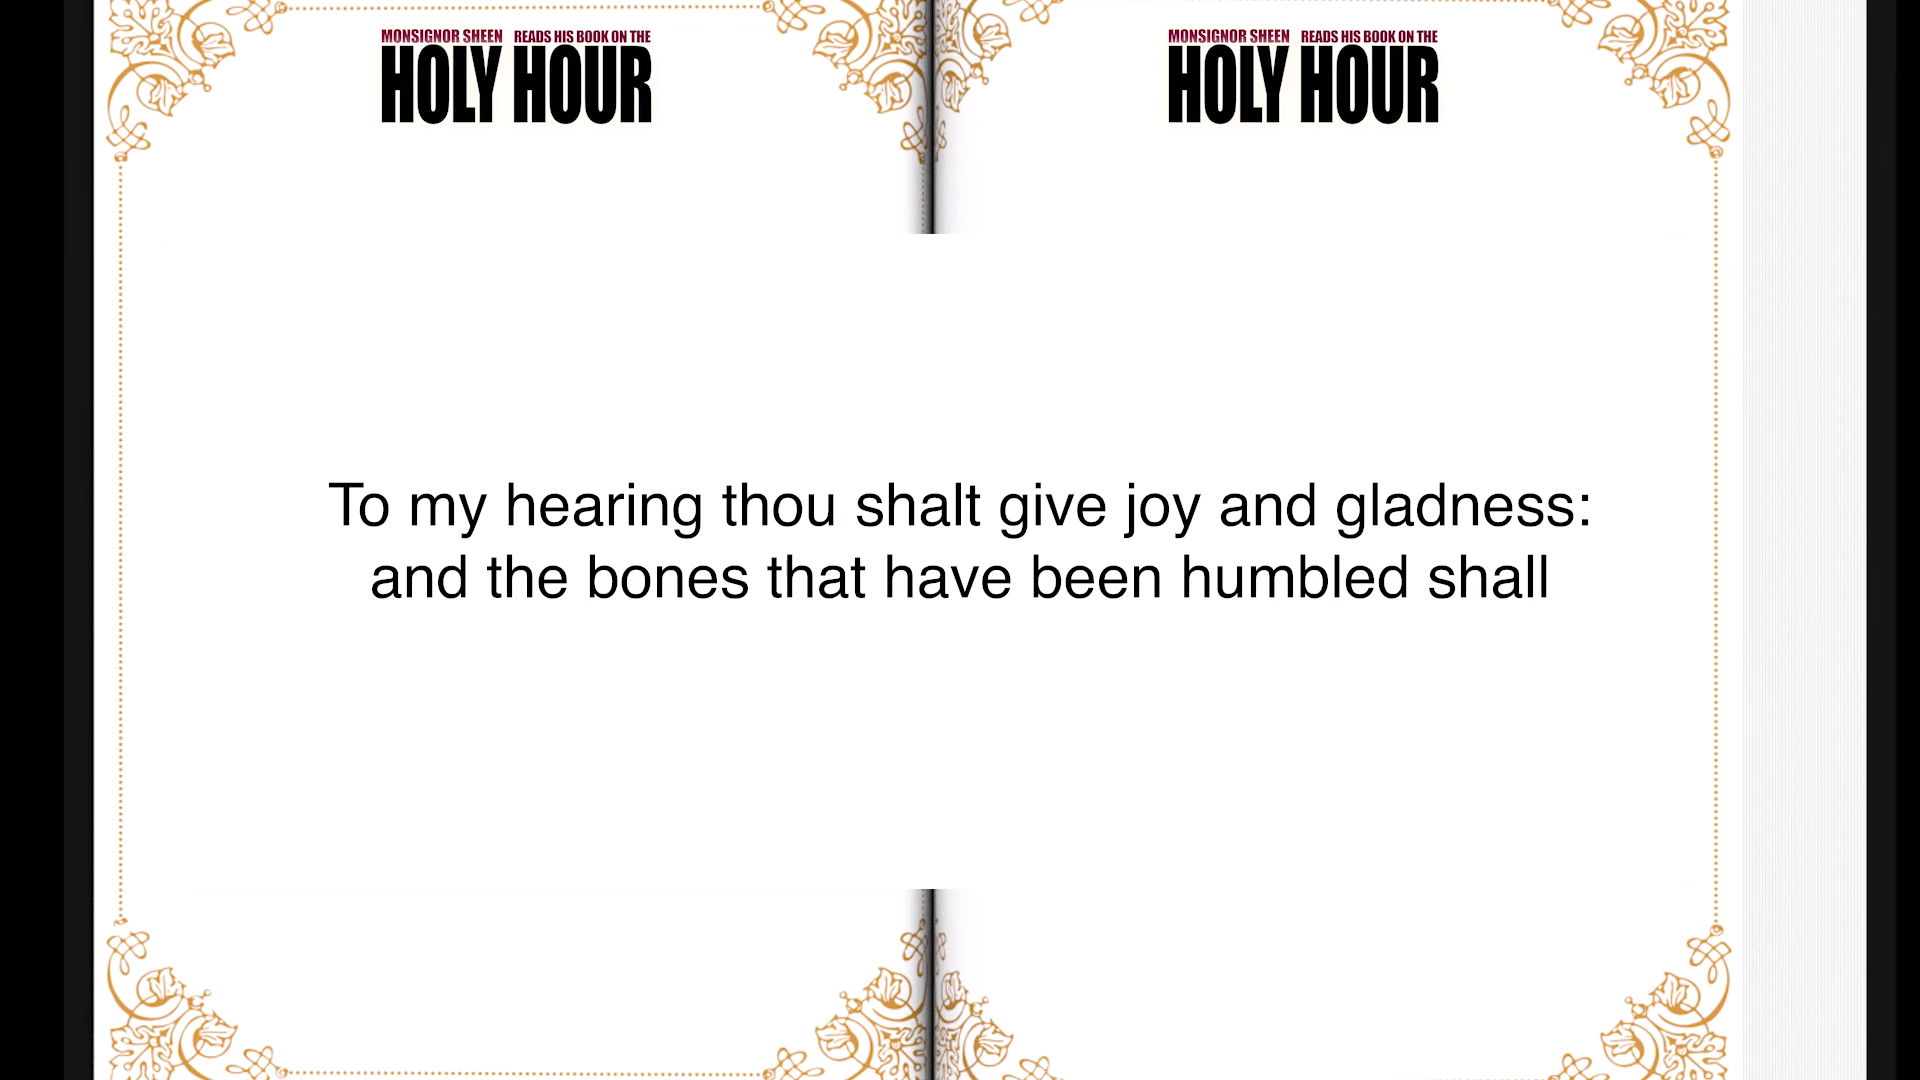 MONSIGNOR SHEEN READS HIS BOOK ON THE
HOLY HOUR
MONSIGNOR SHEEN READS HIS BOOK ON THE
HOLY HOUR
To my hearing thou shalt give joy and gladness:
and the bones that have been humbled shall